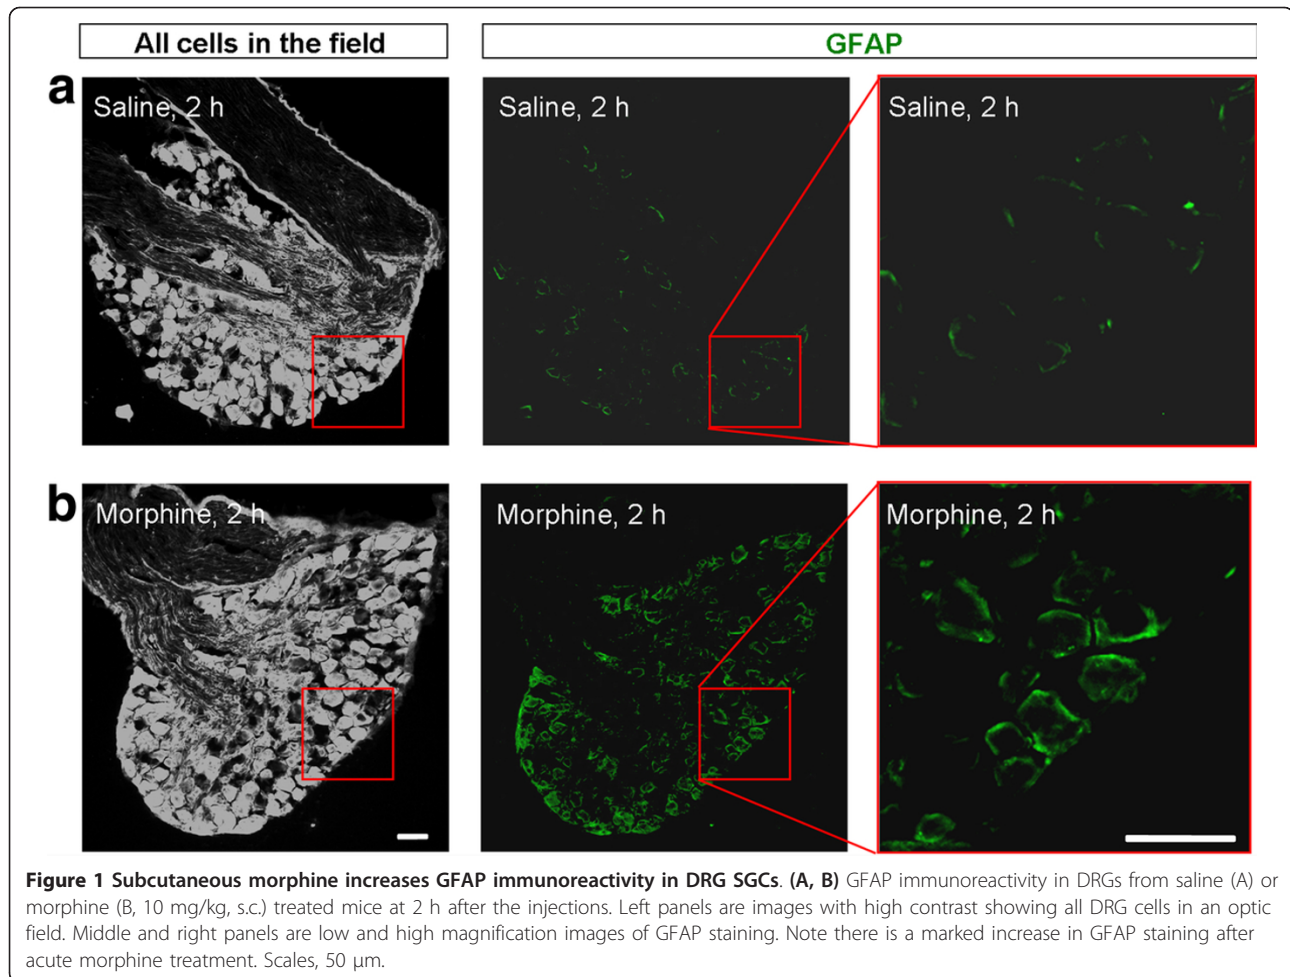 All cells in the field
GFAP
a
Saline, 2 h
Saline, 2 h
Saline, 2 h
b
Morphine, 2 h
Morphine, 2 h
Morphine, 2 h
Figure 1 Subcutaneous morphine increases GFAP immunoreactivity in DRG SGCs. (A, B) GFAP immunoreactivity in DRGs from saline (A) or
morphine (B, 10 mg/kg, s.c.) treated mice at 2 h after the injections. Left panels are images with high contrast showing all DRG cells in an optic
field. Middle and right panels are low and high magnification images of GFAP staining. Note there is a marked increase in GFAP staining after
acute morphine treatment. Scales, 50 μm.